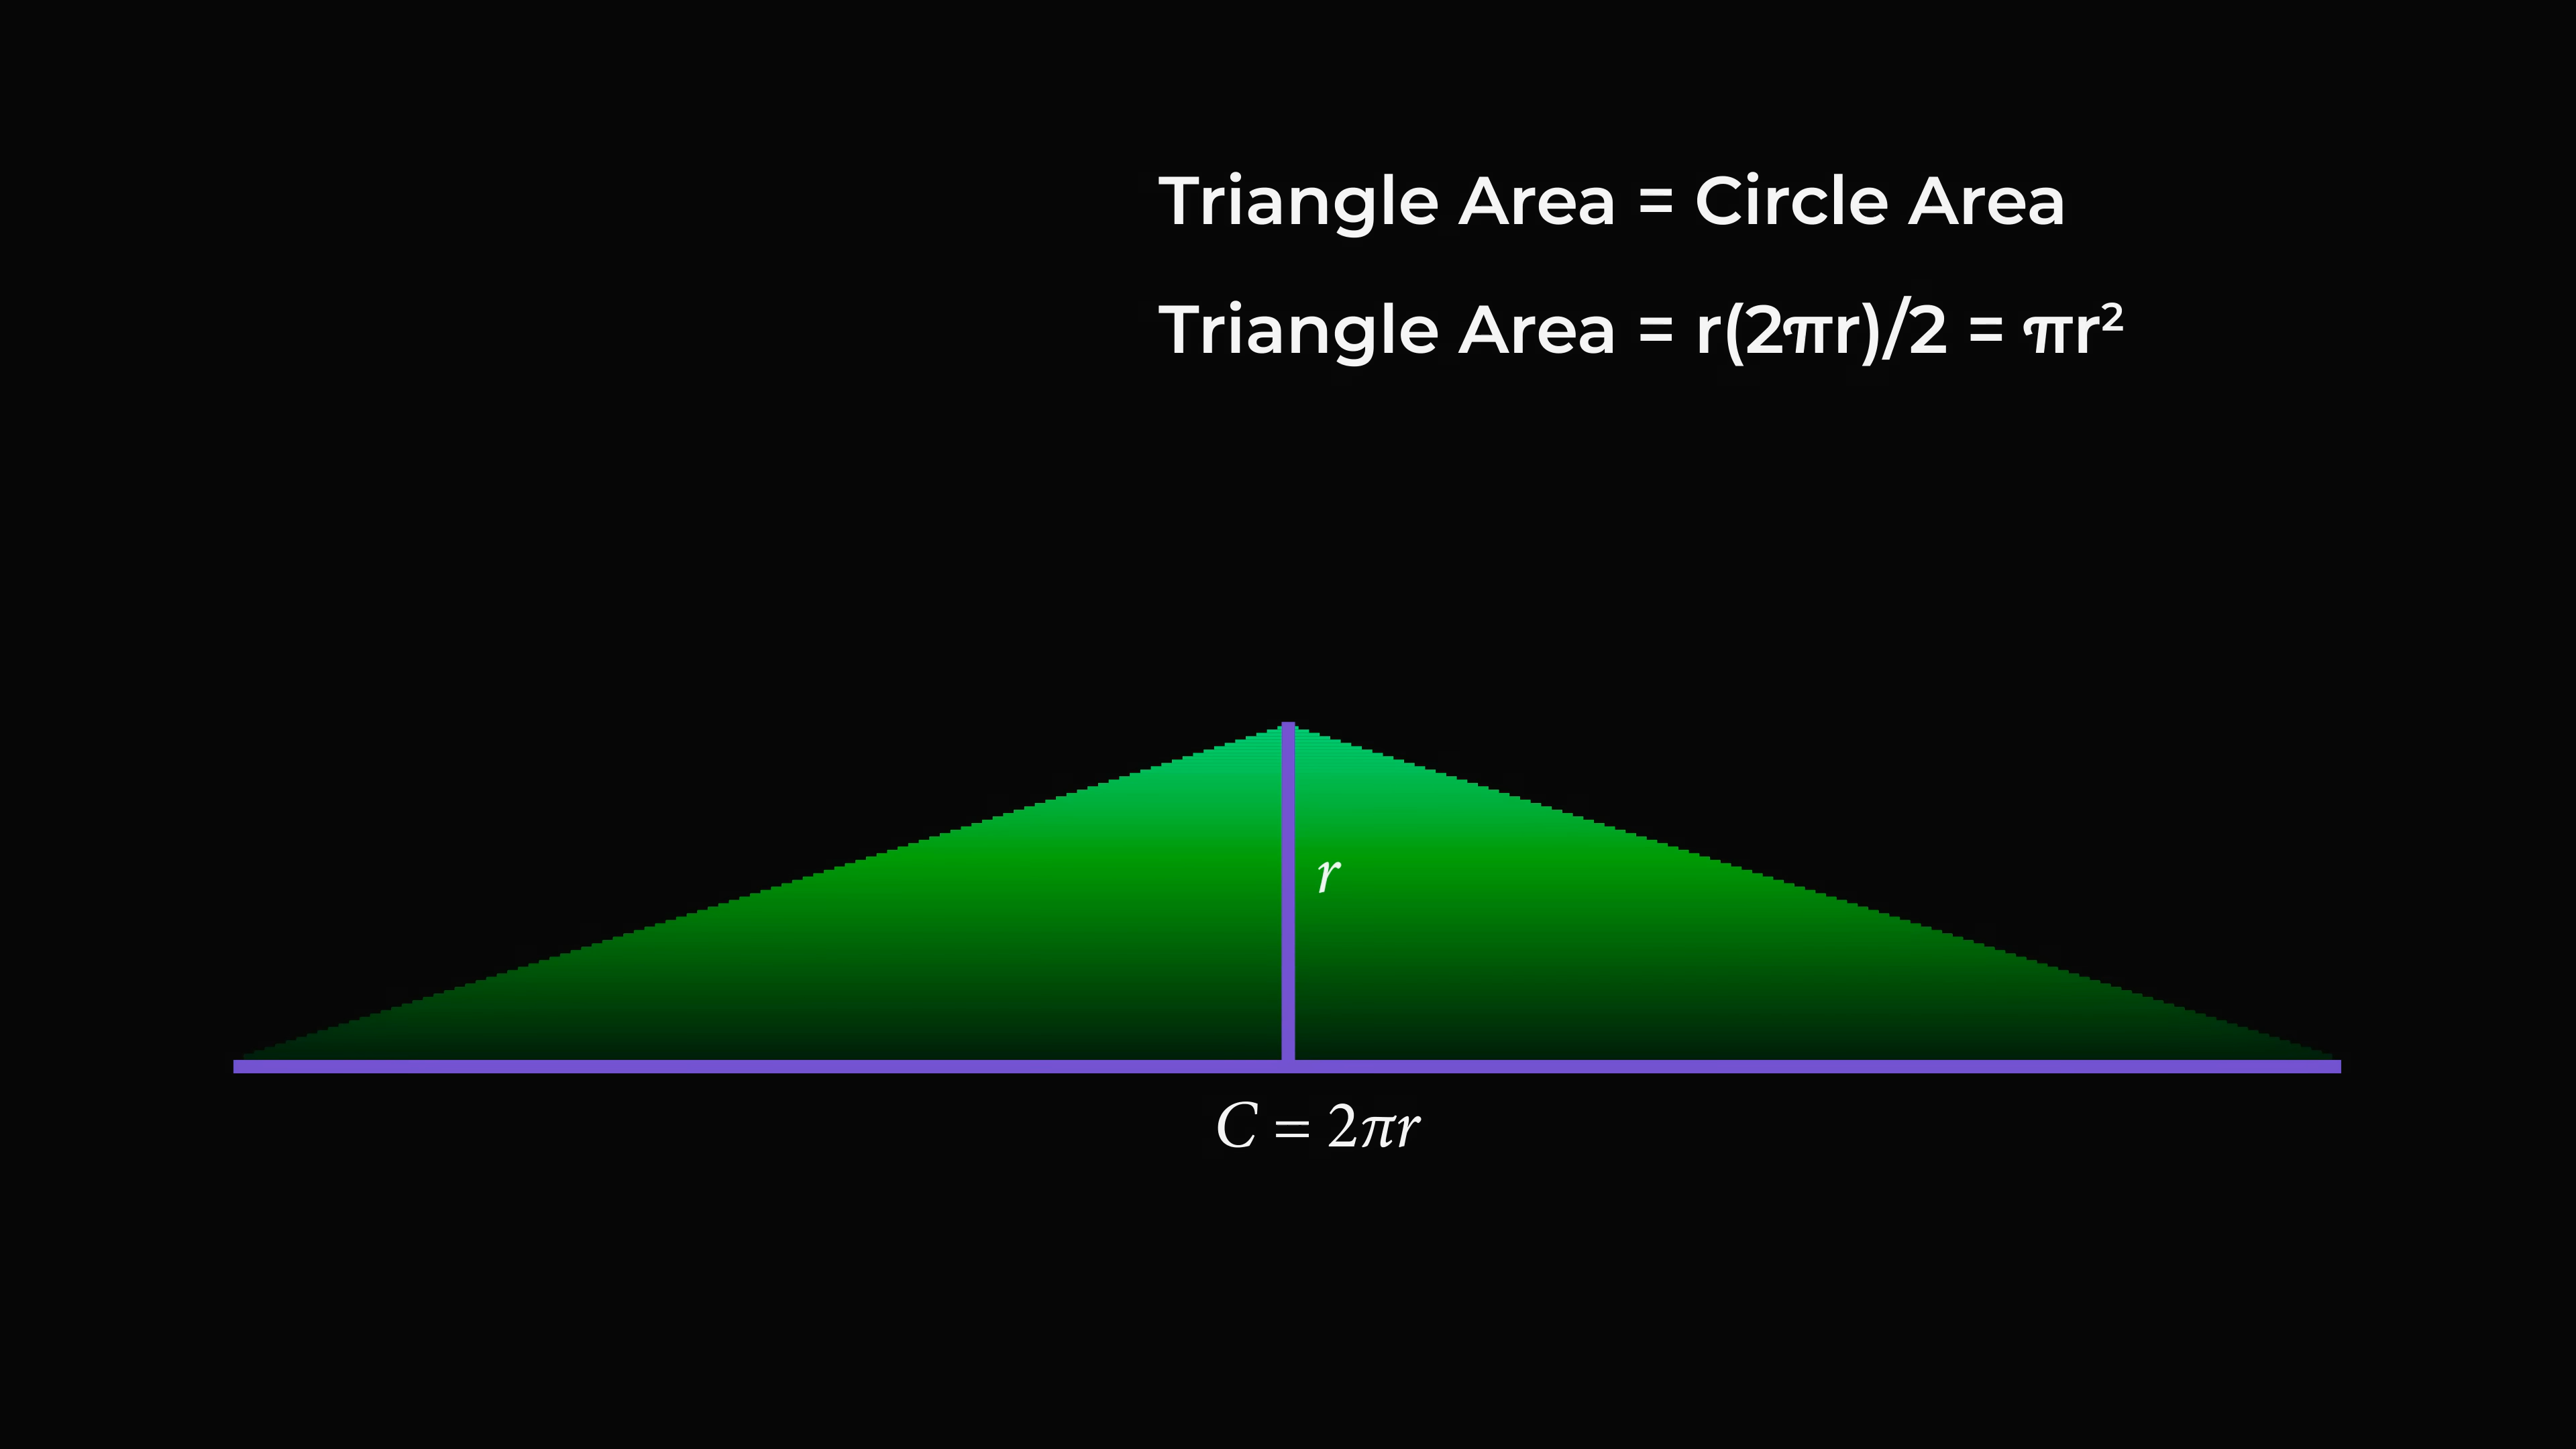 Triangle Area = Circle Area
Triangle Area = r(2πr)/2 = πr²
r
C = 2πr